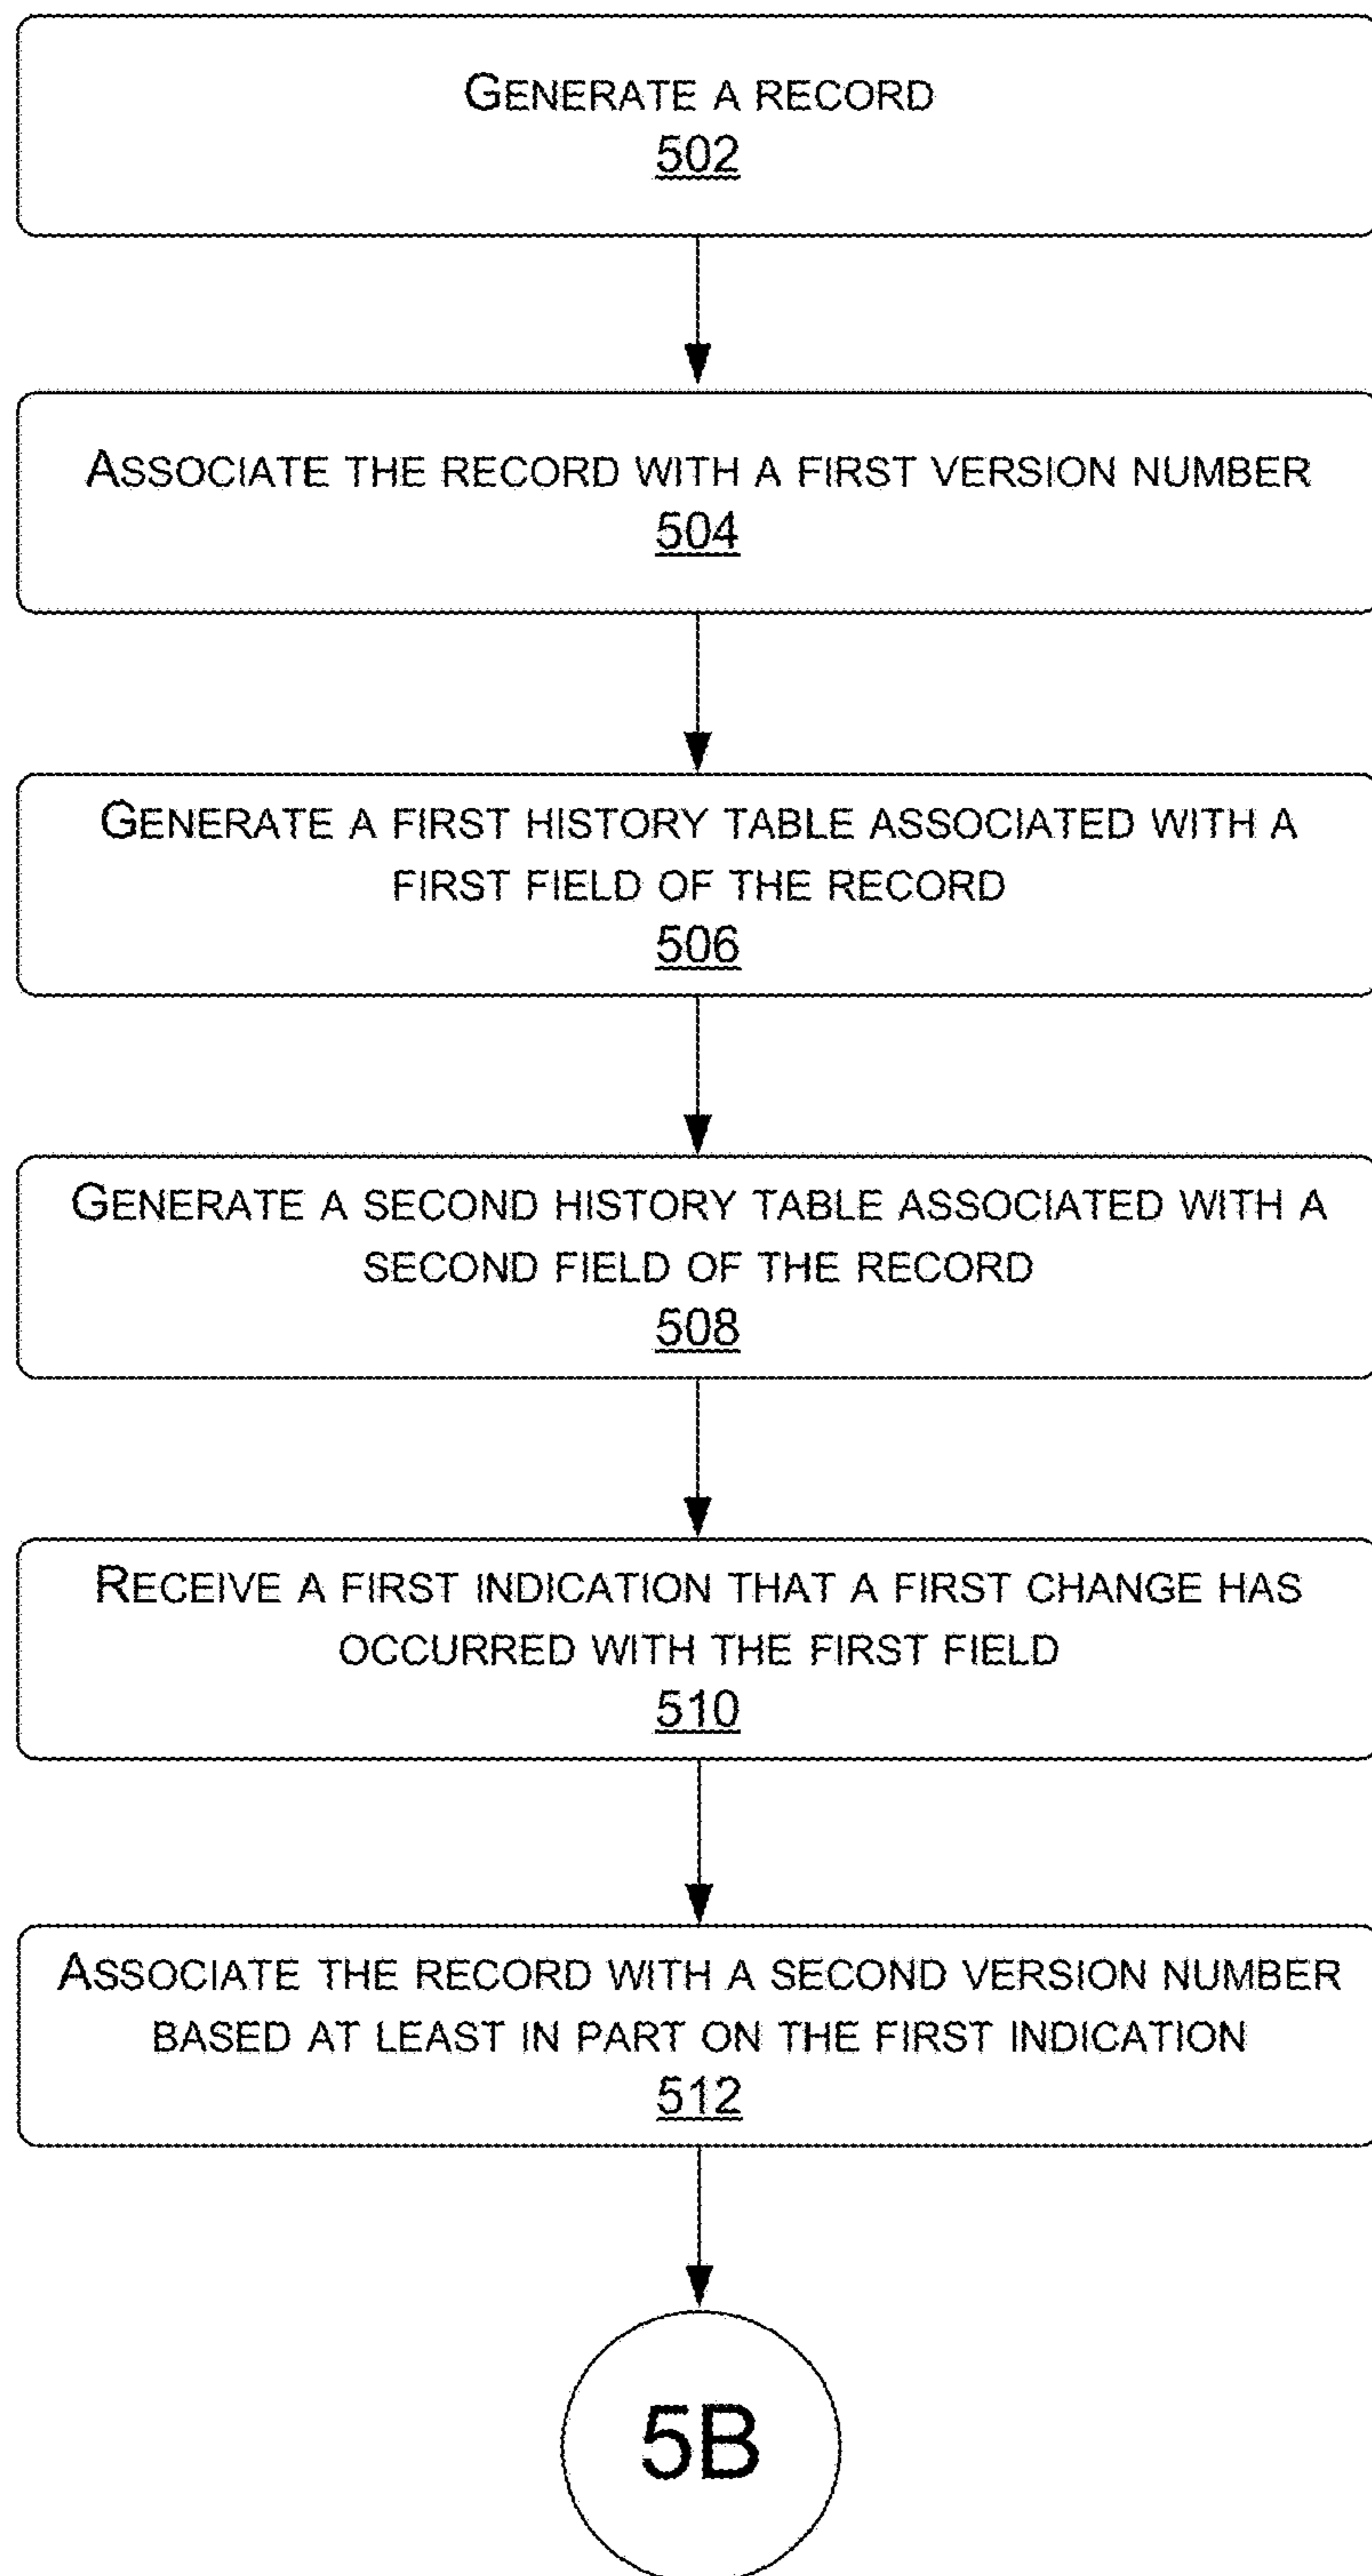 GENERATE A RECORD
502
ASSOCIATE THE RECORD WITH A FIRST VERSION NUMBER
504
GENERATE A FIRST HISTORY TABLE ASSOCIATED WITH A
FIRST FIELD OF THE RECORD
506
GENERATE A SECOND HISTORY TABLE ASSOCIATED WITH A
SECOND FIELD OF THE RECORD
508
RECEIVE A FIRST INDICATION THAT A FIRST CHANGE HAS
OCCURRED WITH THE FIRST FIELD
510
ASSOCIATE THE RECORD WITH A SECOND VERSION NUMBER
BASED AT LEAST IN PART ON THE FIRST INDICATION
512
5B